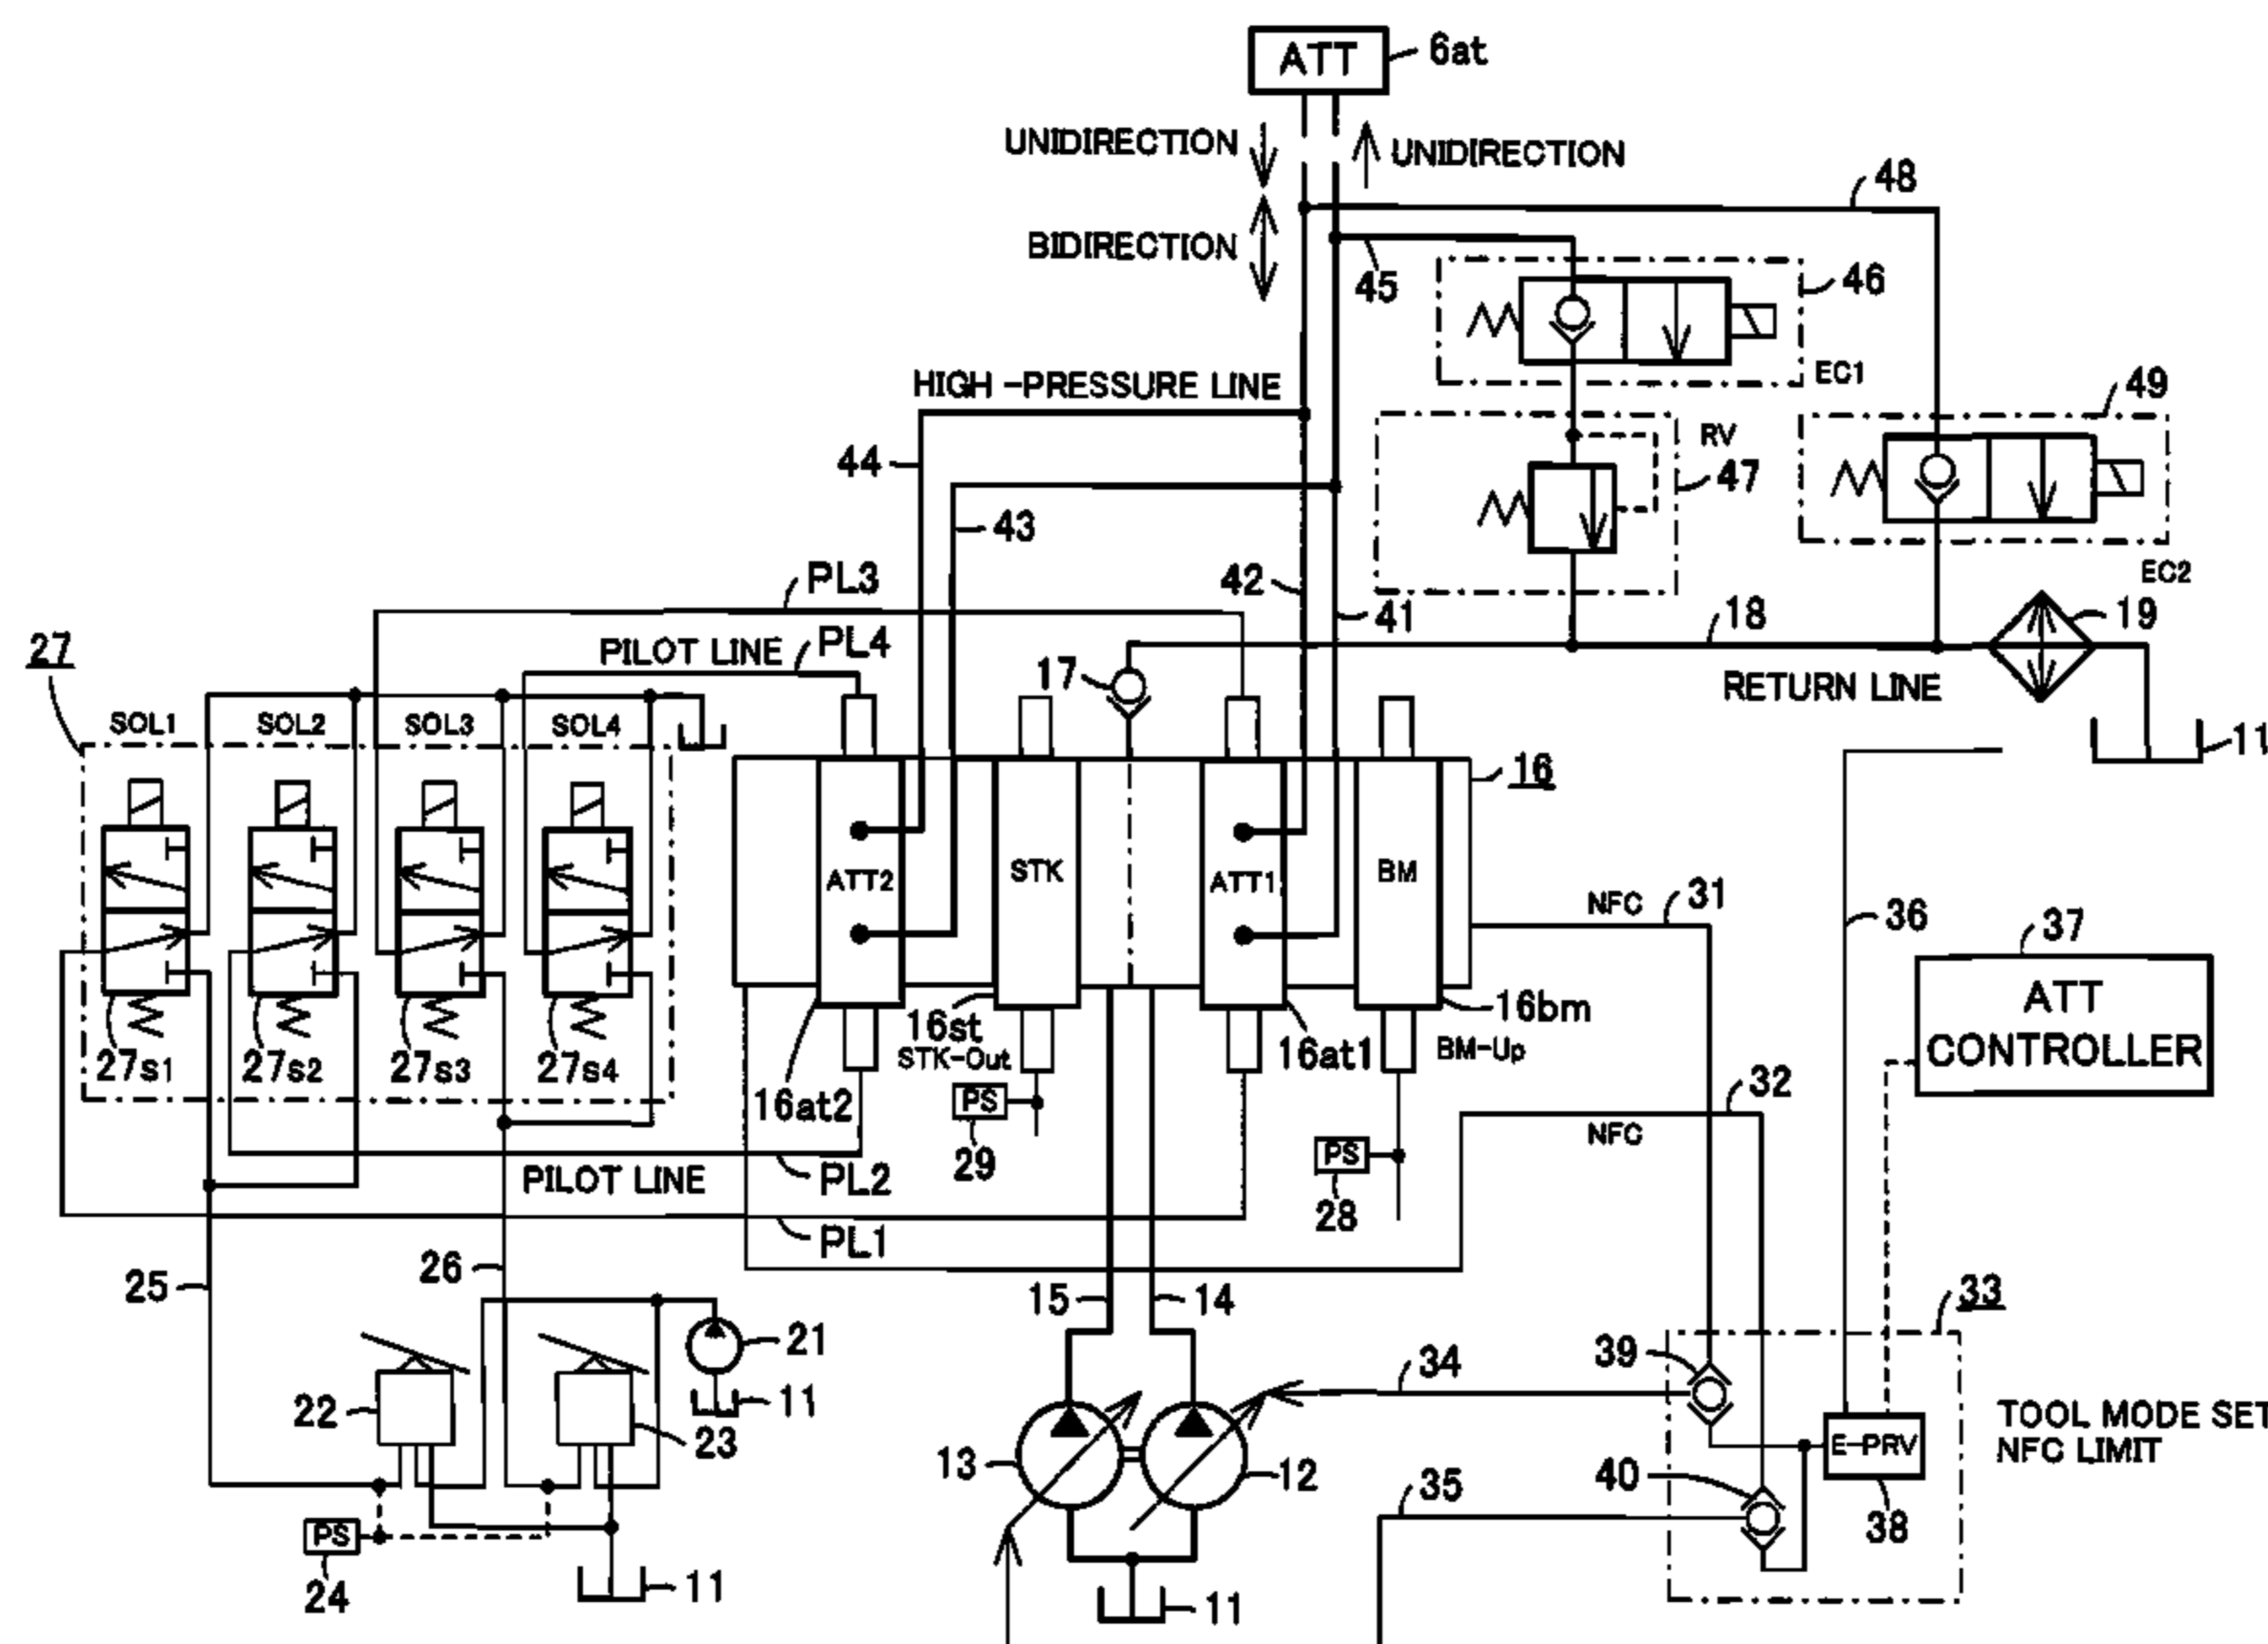 ATT
6at
UNIDIRECTION
UNIDIRECTION
48
BIDIRECTION
45
46
EC1
HIGH -PRESSURE LINE
49
RV
44
47
43
EC2
PL3
42
18
19
41
27
PILOT LINE
PL4
17
RETURN LINE
SOL1
SOL2
SOL3
SOL4
11
16
STK
BM
ATT2
ATT1
NFC
31
36
37
ATT
CONTROLLER
16st
16bm
STK-Out
16at1
BM-Up
27s1
27s2
27s3
27s4
16at2
PS
32
NFC
29
PS
PILOT LINE
PL2
28
PL1
26
25
15
14
33
21
39
34
22
11
TOOL MODE SET
NFC LIMIT
23
E-PRV
13
12
40
35
38
PS
24
11
11